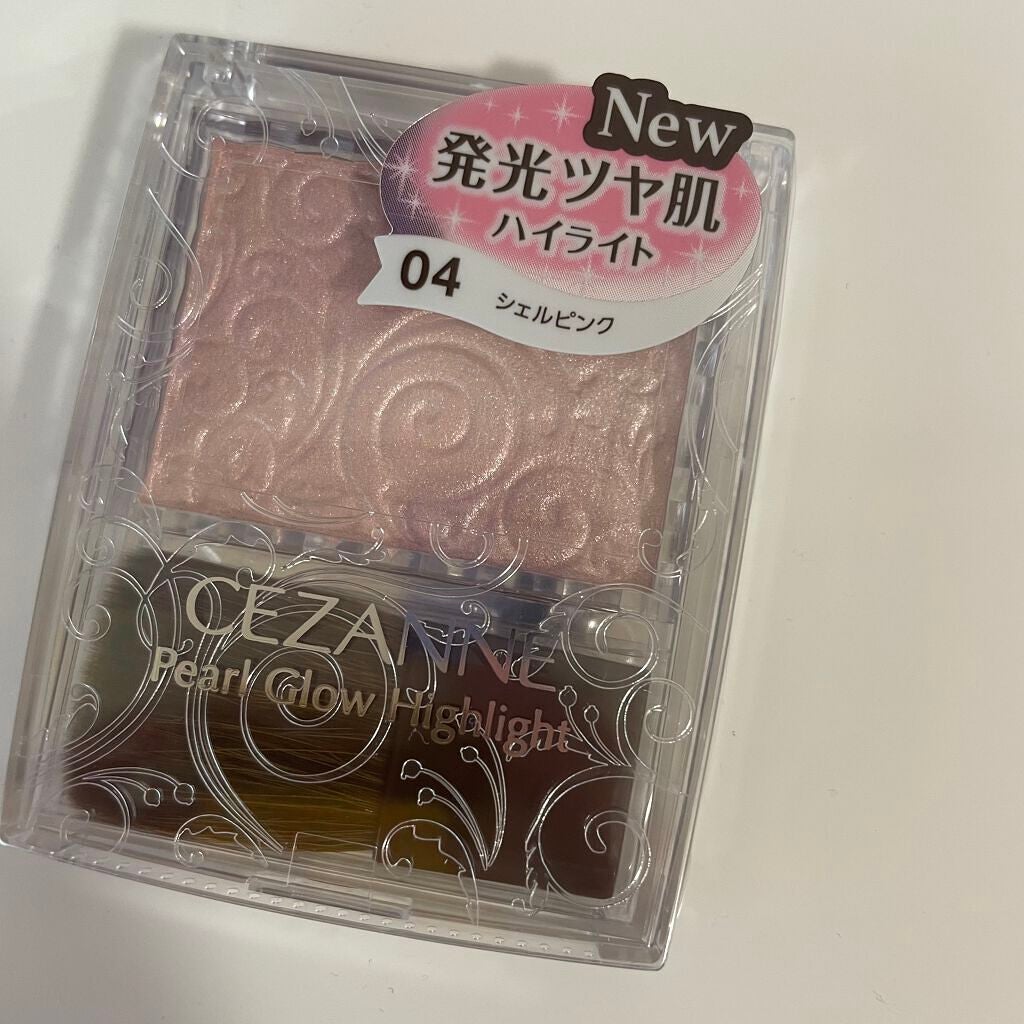 New
発光ツヤ肌
ハイライト
04 シェルピンク
CEZANNE
Pearl Glow Highlight